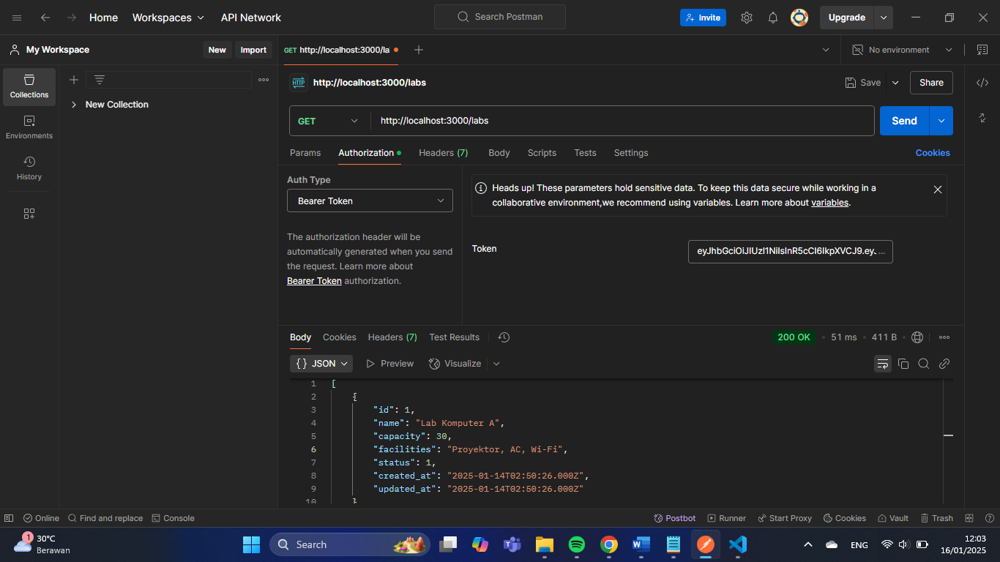 Home Workspaces API Network Search Postman Invite Upgrade
My Workspace New Import GET http://localhost:3000/la No environment
Collections
Environments
History
New Collection
HTTP http://localhost:3000/labs Save Share
GET http://localhost:3000/labs Send
Params Authorization Headers (7) Body Scripts Tests Settings Cookies
Auth Type
Bearer Token
The authorization header will be
automatically generated when you send
the request. Learn more about
Bearer Token authorization.
Heads up! These parameters hold sensitive data. To keep this data secure while working in a
collaborative environment,we recommend using variables. Learn more about variables.
Token eyJhbGciOiJIUzI1NiIsInR5cCI6IkpXVCJ9.eyJ...
Body Cookies Headers (7) Test Results 200 OK 51 ms 411 B
{} JSON Preview Visualize
1 [
2 {
3 "id": 1,
4 "name": "Lab Komputer A",
5 "capacity": 30,
6 "facilities": "Proyektor, AC, Wi-Fi",
7 "status": 1,
8 "created_at": "2025-01-14T02:50:26.000Z",
9 "updated_at": "2025-01-14T02:50:26.000Z"
10 }
Online Find and replace Console Postbot Runner Start Proxy Cookies Vault Trash
1 30°C
Berawan
Search
ENG
12:03
16/01/2025